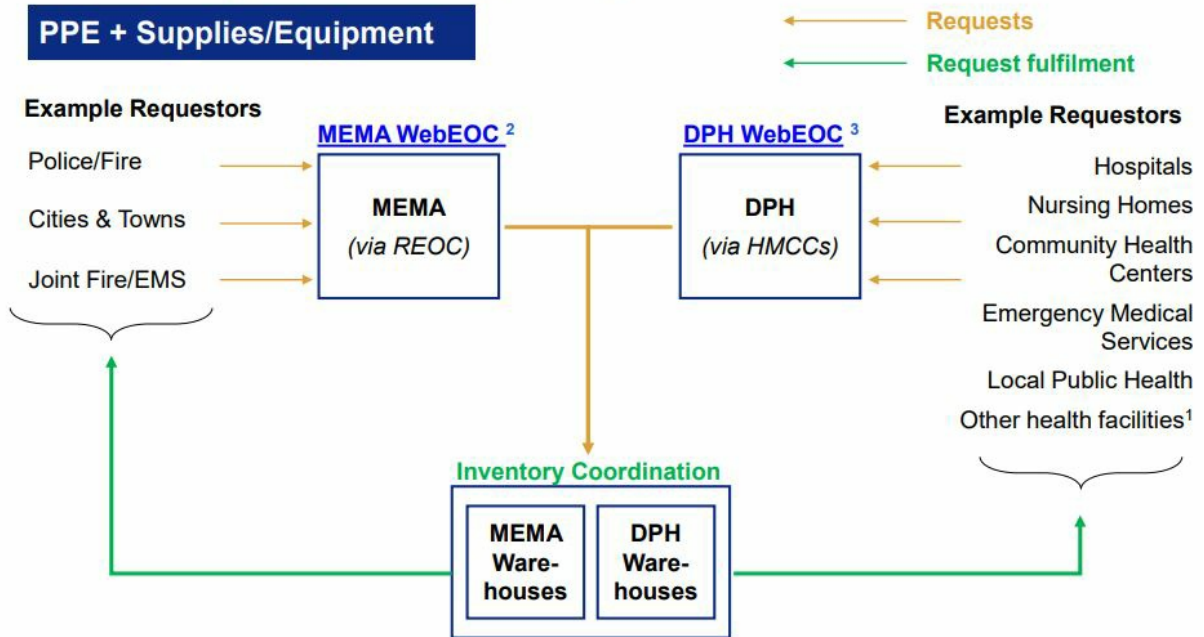 PPE + Supplies/Equipment
Requests
Request fulfilment
Example Requestors
Police/Fire
Cities & Towns
Joint Fire/EMS
MEMA WebEOC 2
MEMA
(via REOC)
DPH WebEOC 3
DPH
(via HMCCs)
Example Requestors
Hospitals
Nursing Homes
Community Health
Centers
Emergency Medical
Services
Local Public Health
Other health facilities1
Inventory Coordination
MEMA
Ware-
houses
DPH
Ware-
houses